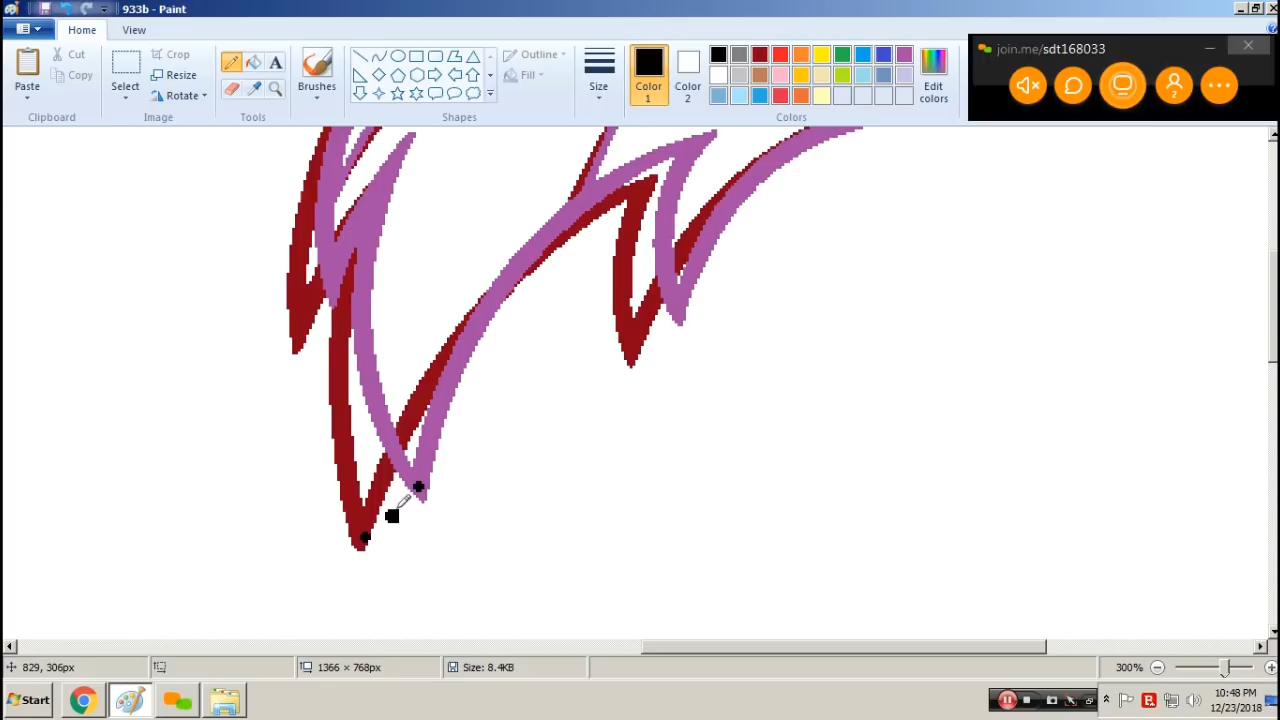 933b - Paint
Home
View
Paste
Cut
Copy
Clipboard
Select
Crop
Resize
Rotate
Image
Tools
Brushes
Outline
Fill
Shapes
Size
Color 1
Color 2
Edit colors
Colors
join.me/sdt168033
2
829, 306px
1366 × 768px
Size: 8.4KB
300%
Start
10:48 PM
12/23/2018